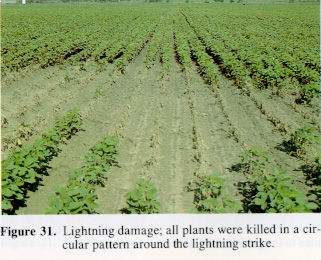 Figure 31. Lightning damage; all plants were killed in a cir-
cular pattern around the lightning strike.